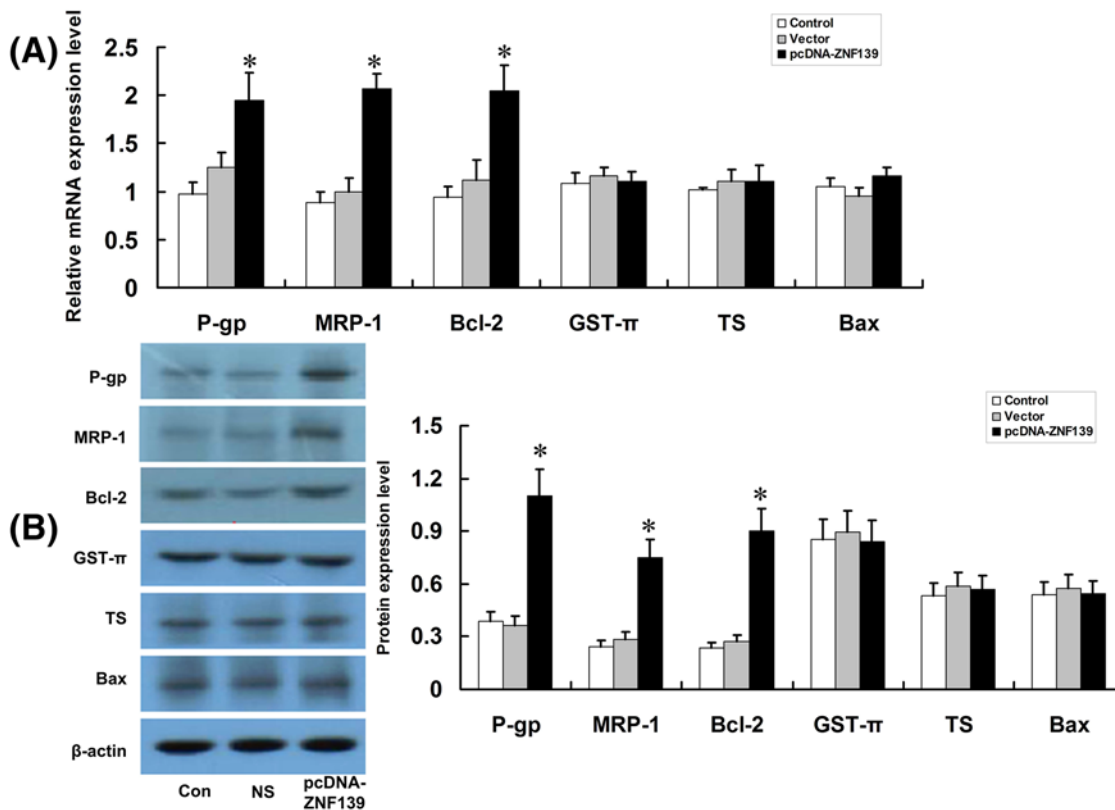 (A)
Relative mRNA expression level
2.5
2
1.5
1
0.5
0
Control
Vector
pcDNA-ZNF139
* * *
P-gp MRP-1 Bcl-2 GST-π TS Bax
(B)
P-gp
MRP-1
Bcl-2
GST-π
TS
Bax
β-actin
Con NS pcDNA-
ZNF139
Protein expression level
1.5
1.2
0.9
0.6
0.3
0
Control
Vector
pcDNA-ZNF139
* * *
P-gp MRP-1 Bcl-2 GST-π TS Bax